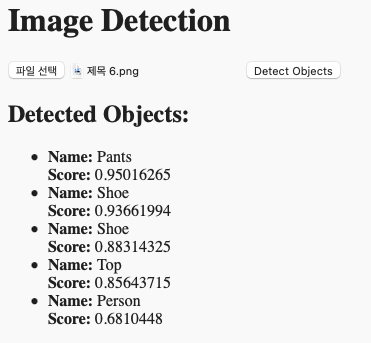 Image Detection
파일 선택 제목 6.png Detect Objects
Detected Objects:
Name: Pants
Score: 0.95016265
Name: Shoe
Score: 0.93661994
Name: Shoe
Score: 0.88314325
Name: Top
Score: 0.85643715
Name: Person
Score: 0.6810448